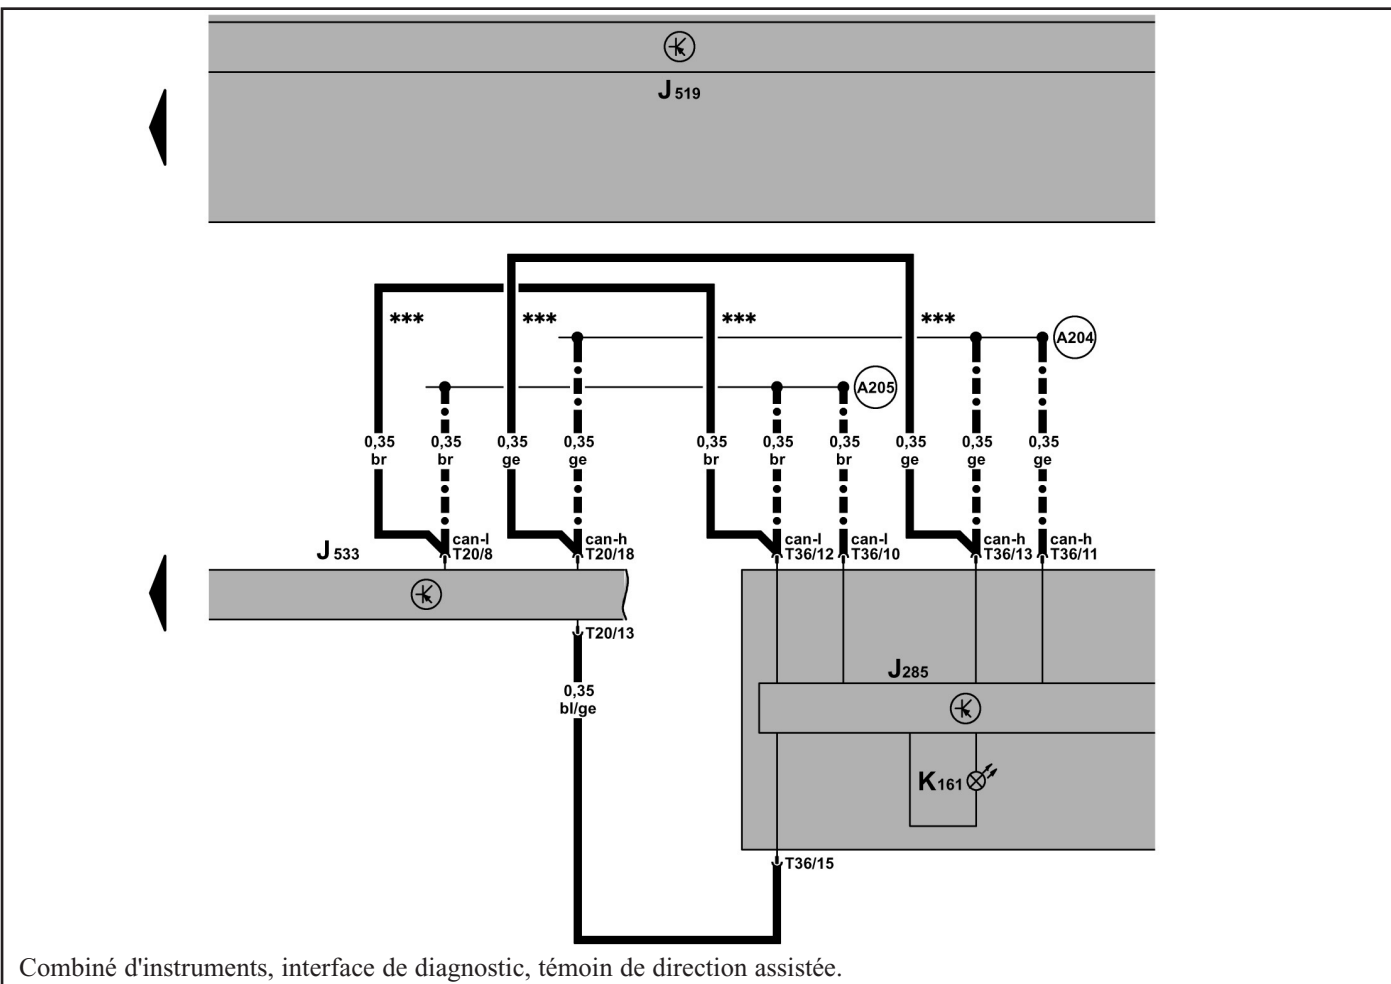 J 519
*** *** *** ***
A204
A205
0,35 0,35 0,35 0,35 0,35 0,35 0,35 0,35 0,35 0,35
br br ge ge br br br ge ge ge
can-l can-h can-l can-l can-h can-h
J 533 T20/8 T20/18 T36/12 T36/10 T36/13 T36/11
T20/13
J285
0,35
bl/ge
K161
T36/15
Combiné d'instruments, interface de diagnostic, témoin de direction assistée.